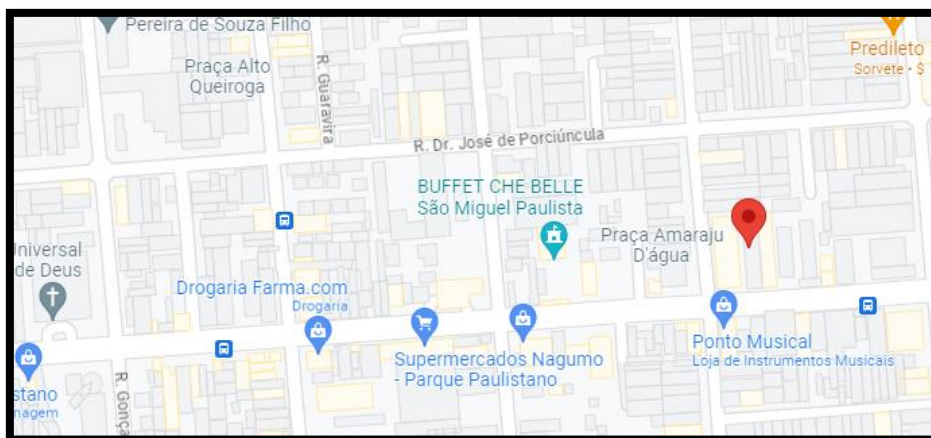 Pereira de Souza Filho
Praça Alto
Queiroga
R. Guaravira
Predileto
Sorvete • $
R. Dr. José de Porciúncula
BUFFET CHE BELLE
São Miguel Paulista
Praça Amaraju
D'água
Universal
de Deus
Drogaria Farma.com
Drogaria
Supermercados Nagumo
- Parque Paulistano
Ponto Musical
Loja de Instrumentos Musicais
stano
nagem
R. Gonça